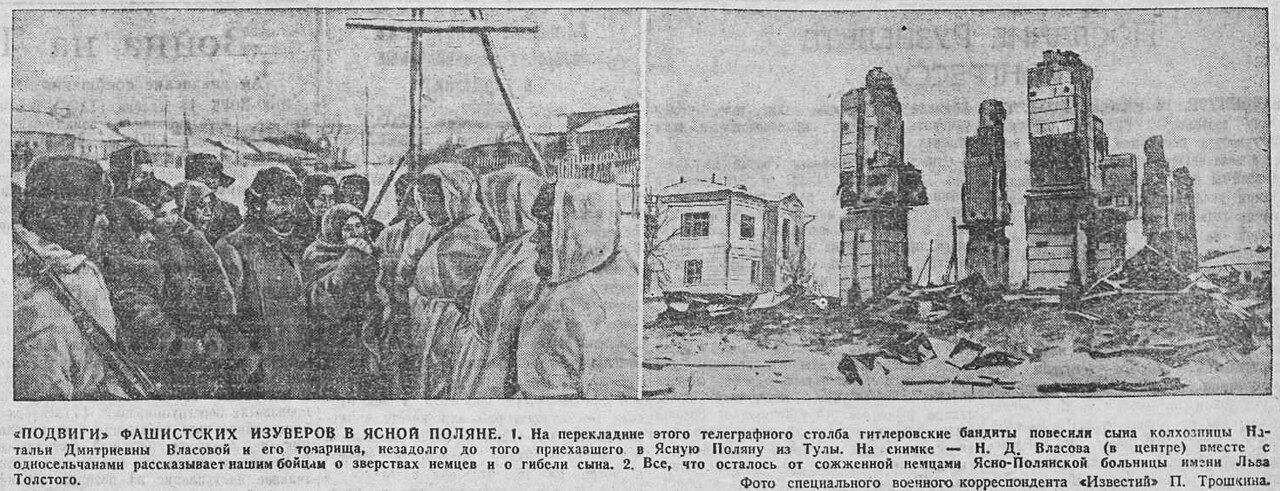 «ПОДВИГИ» ФАШИСТСКИХ ИЗУВЕРОВ В ЯСНОЙ ПОЛЯНЕ. 1. На перекладине этого телеграфного столба гитлеровские бандиты повесили сына колхозницы На-
тальи Дмитриевны Власовой и его товарища, незадолго до того приехавшего в Ясную Поляну из Тулы. На снимке — Н. Д. Власова (в центре) вместе с
односельчанами рассказывает нашим бойцам о зверствах немцев и о гибели сына. 2. Все, что осталось от сожженной немцами Ясно-Полянской больницы имени Льва
Толстого. Фото специального военного корреспондента «Известий» П. Трошкина.